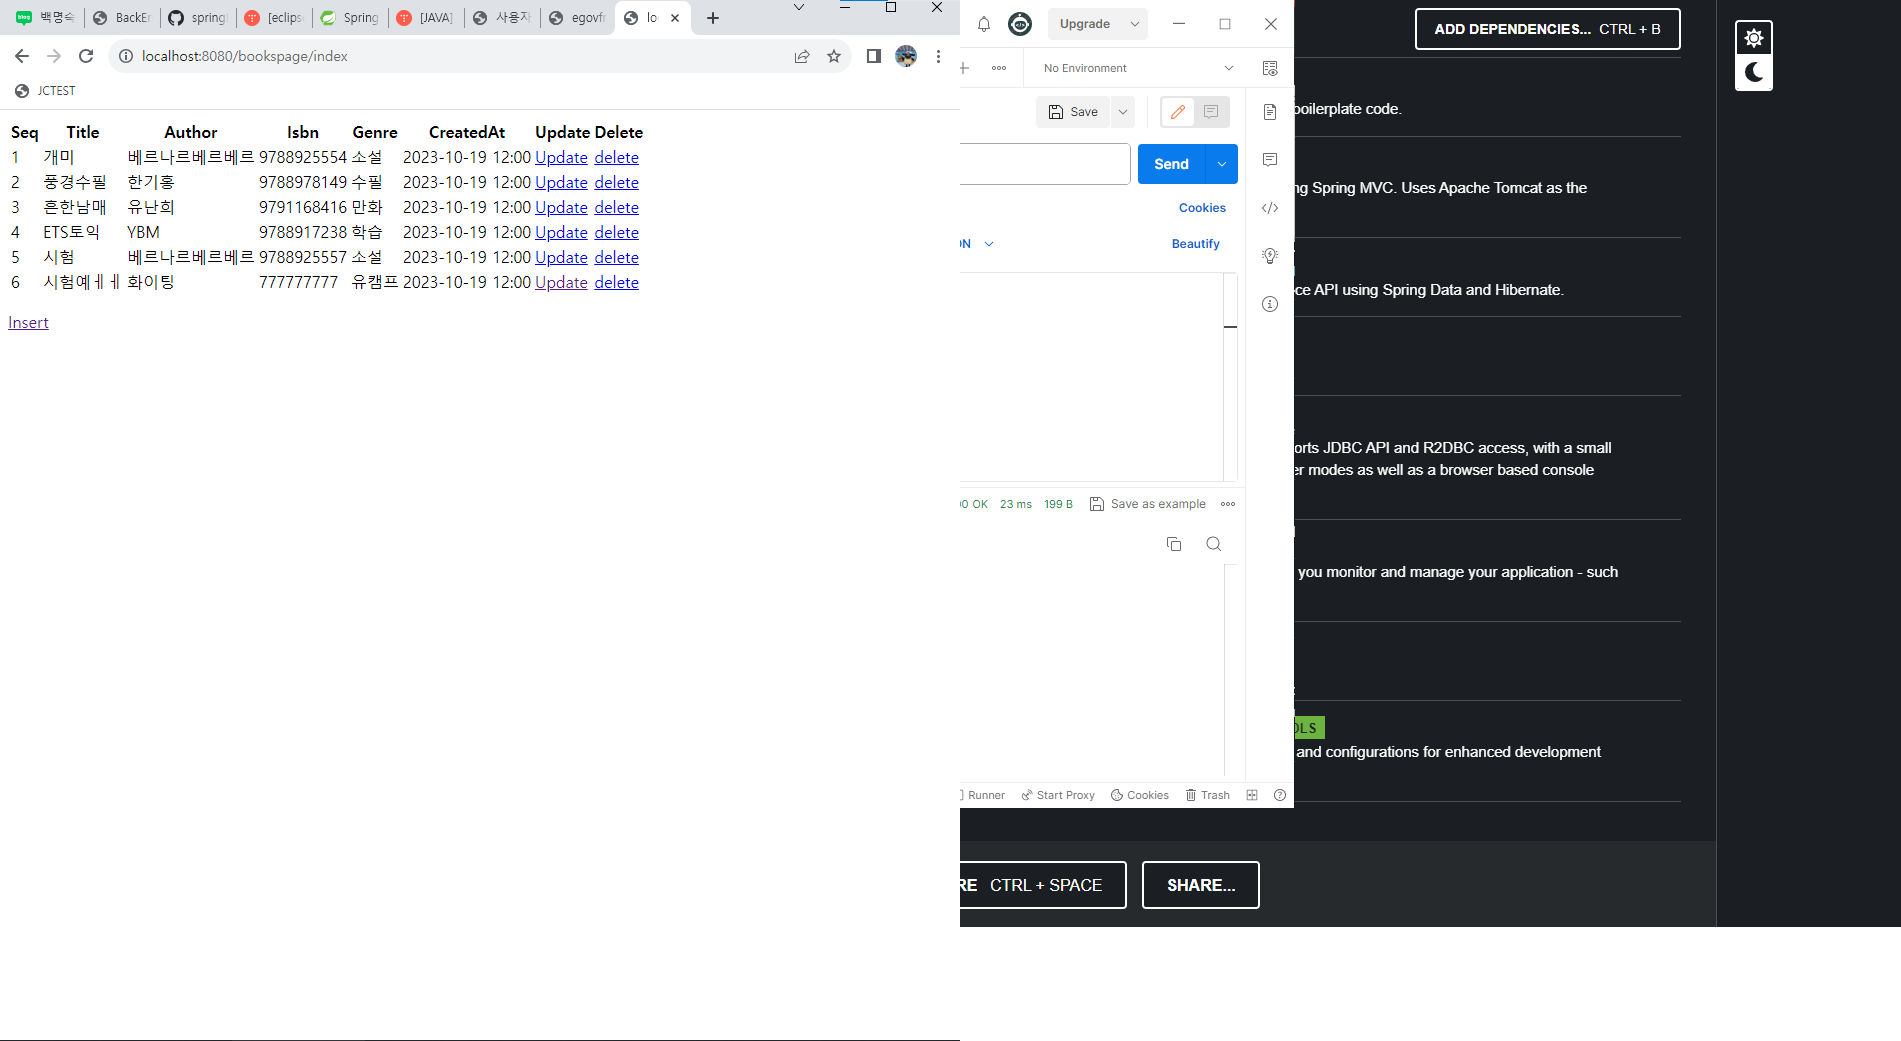 blog 백명숙
BackEr
spring
[eclips
Spring
[JAVA]
사용자
egovfr
lo
localhost:8080/bookspage/index
JCTEST
Seq Title Author Isbn Genre CreatedAt Update Delete
1 개미 베르나르베르베르 9788925554 소설 2023-10-19 12:00 Update delete
2 풍경수필 한기홍 9788978149 수필 2023-10-19 12:00 Update delete
3 흔한남매 유난희 9791168416 만화 2023-10-19 12:00 Update delete
4 ETS토익 YBM 9788917238 학습 2023-10-19 12:00 Update delete
5 시험 베르나르베르베르 9788925557 소설 2023-10-19 12:00 Update delete
6 시험예ㅔㅔ 화이팅 777777777 유캠프 2023-10-19 12:00 Update delete
Insert
Upgrade
No Environment
Save
Send
Cookies
ON
Beautify
00 OK 23 ms 199 B Save as example
Runner Start Proxy Cookies Trash
ADD DEPENDENCIES... CTRL + B
boilerplate code.
ng Spring MVC. Uses Apache Tomcat as the
ce API using Spring Data and Hibernate.
orts JDBC API and R2DBC access, with a small
er modes as well as a browser based console
you monitor and manage your application - such
OLS
and configurations for enhanced development
RE CTRL + SPACE
SHARE...